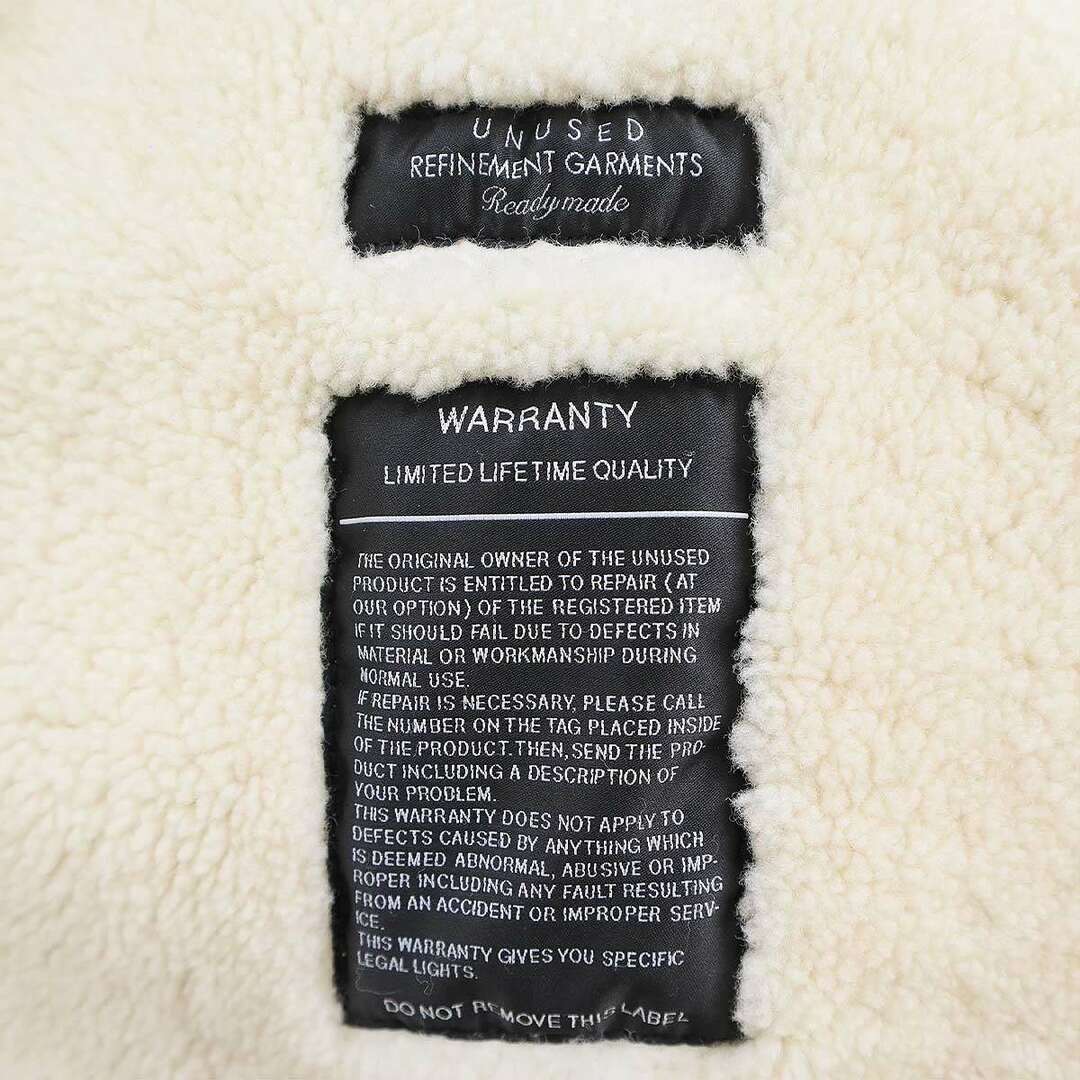 UNUSED
REFINEMENT GARMENTS
Ready made
WARRANTY
LIMITED LIFETIME QUALITY
THE ORIGINAL OWNER OF THE UNUSED
PRODUCT IS ENTITLED TO REPAIR (AT
OUR OPTION) OF THE REGISTERED ITEM
IF IT SHOULD FAIL DUE TO DEFECTS IN
MATERIAL OR WORKMANSHIP DURING
NORMAL USE.
IF REPAIR IS NECESSARY, PLEASE CALL
THE NUMBER ON THE TAG PLACED INSIDE
OF THE PRODUCT. THEN, SEND THE PRO-
DUCT INCLUDING A DESCRIPTION OF
YOUR PROBLEM.
THIS WARRANTY DOES NOT APPLY TO
DEFECTS CAUSED BY ANYTHING WHICH
IS DEEMED ABNORMAL, ABUSIVE OR IMP-
ROPER INCLUDING ANY FAULT RESULTING
FROM AN ACCIDENT OR IMPROPER SERV-
ICE.
THIS WARRANTY GIVES YOU SPECIFIC
LEGAL LIGHTS.
DO NOT REMOVE THIS LABEL